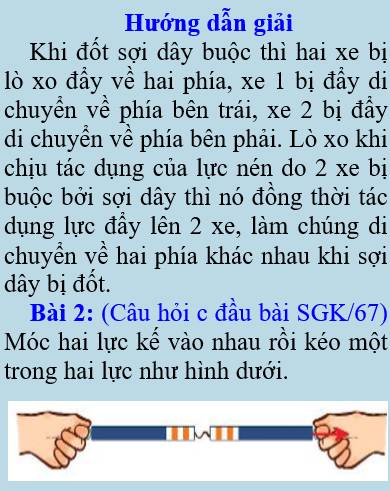 Hướng dẫn giải
Khi đốt sợi dây buộc thì hai xe bị
lò xo đẩy về hai phía, xe 1 bị đẩy di
chuyển về phía bên trái, xe 2 bị đẩy
di chuyển về phía bên phải. Lò xo khi
chịu tác dụng của lực nén do 2 xe bị
buộc bởi sợi dây thì nó đồng thời tác
dụng lực đẩy lên 2 xe, làm chúng di
chuyển về hai phía khác nhau khi sợi
dây bị đốt.
Bài 2: (Câu hỏi c đầu bài SGK/67)
Móc hai lực kế vào nhau rồi kéo một
trong hai lực như hình dưới.